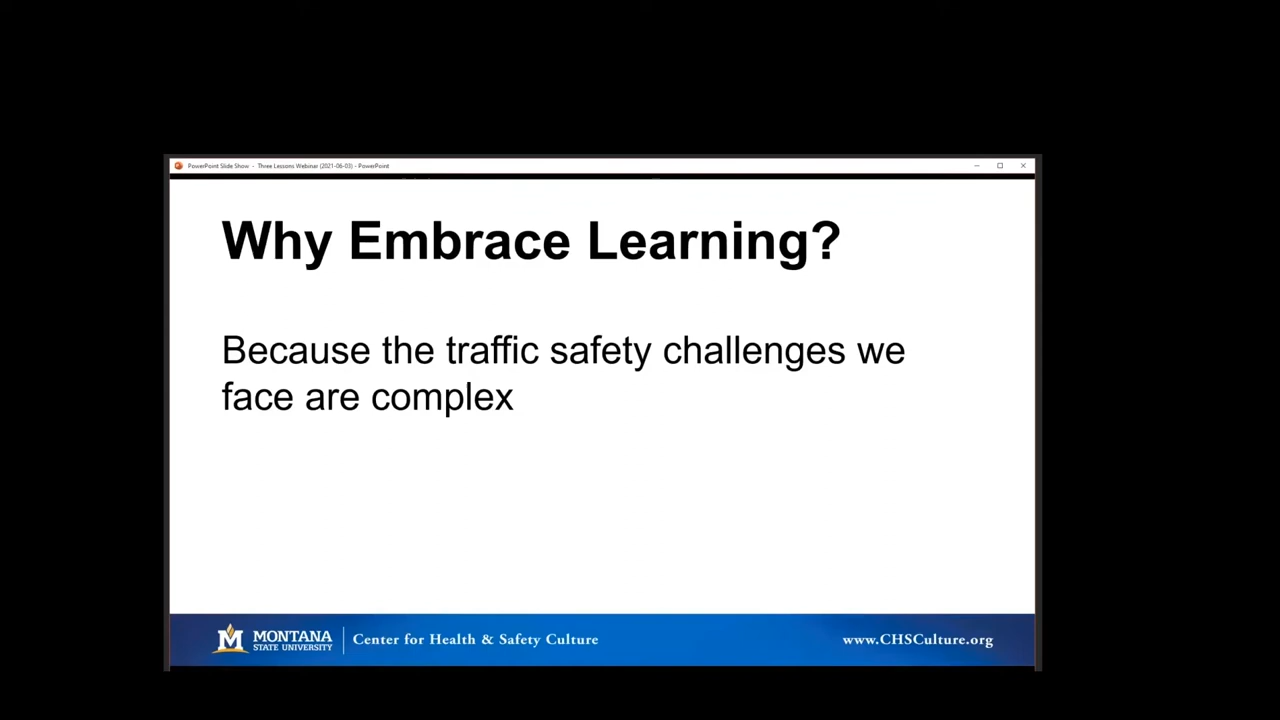 PowerPoint Slide Show - Three Lessons Webinar (2021-06-03) - PowerPoint
Why Embrace Learning?
Because the traffic safety challenges we
face are complex
M MONTANA
STATE UNIVERSITY
Center for Health & Safety Culture
www.CHSCulture.org